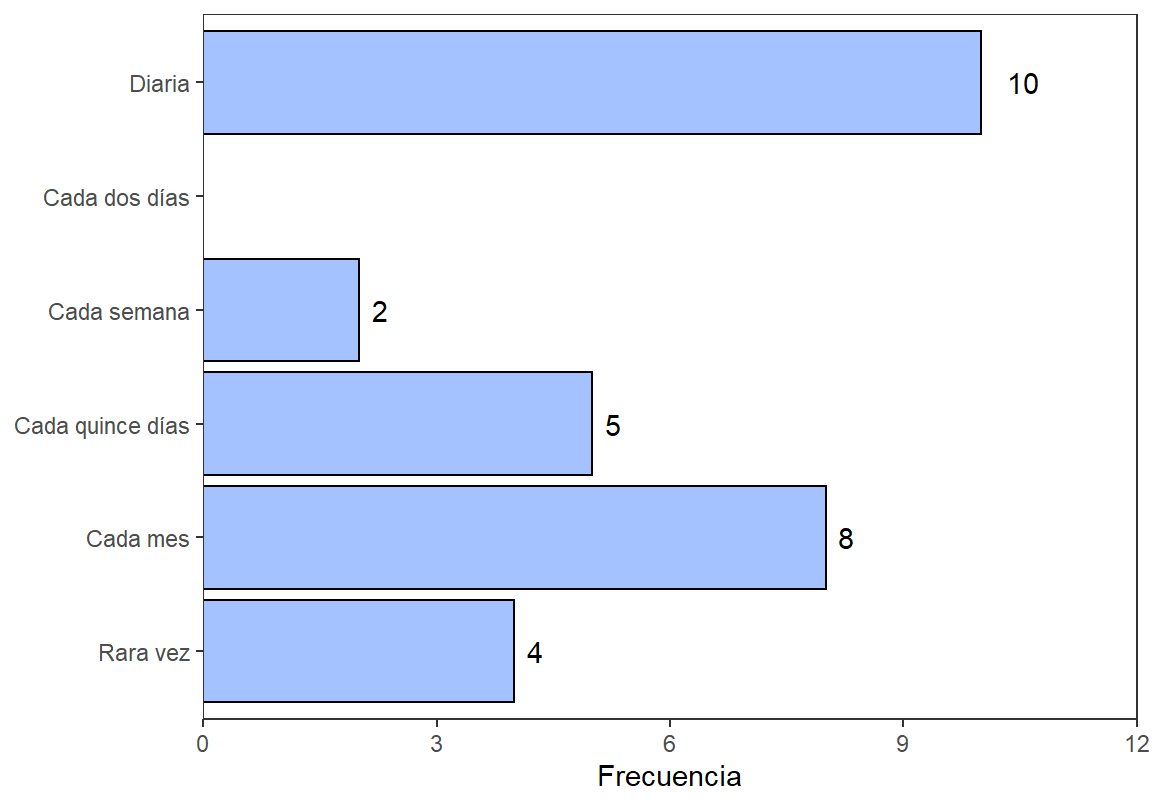 Diaria
10
Cada dos días
Cada semana
2
Cada quince días
5
Cada mes
8
Rara vez
4
0 3 6 9 12
Frecuencia